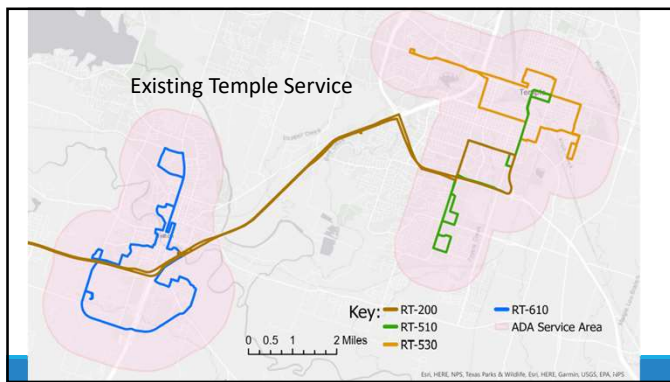 Existing Temple Service
Temple
Key:
RT-200
RT-510
RT-530
RT-610
ADA Service Area
0 0.5 1 2 Miles
Esri, HERE, NPS, Texas Parks & Wildlife, Esri, HERE, Garmin, USGS, EPA, NPS